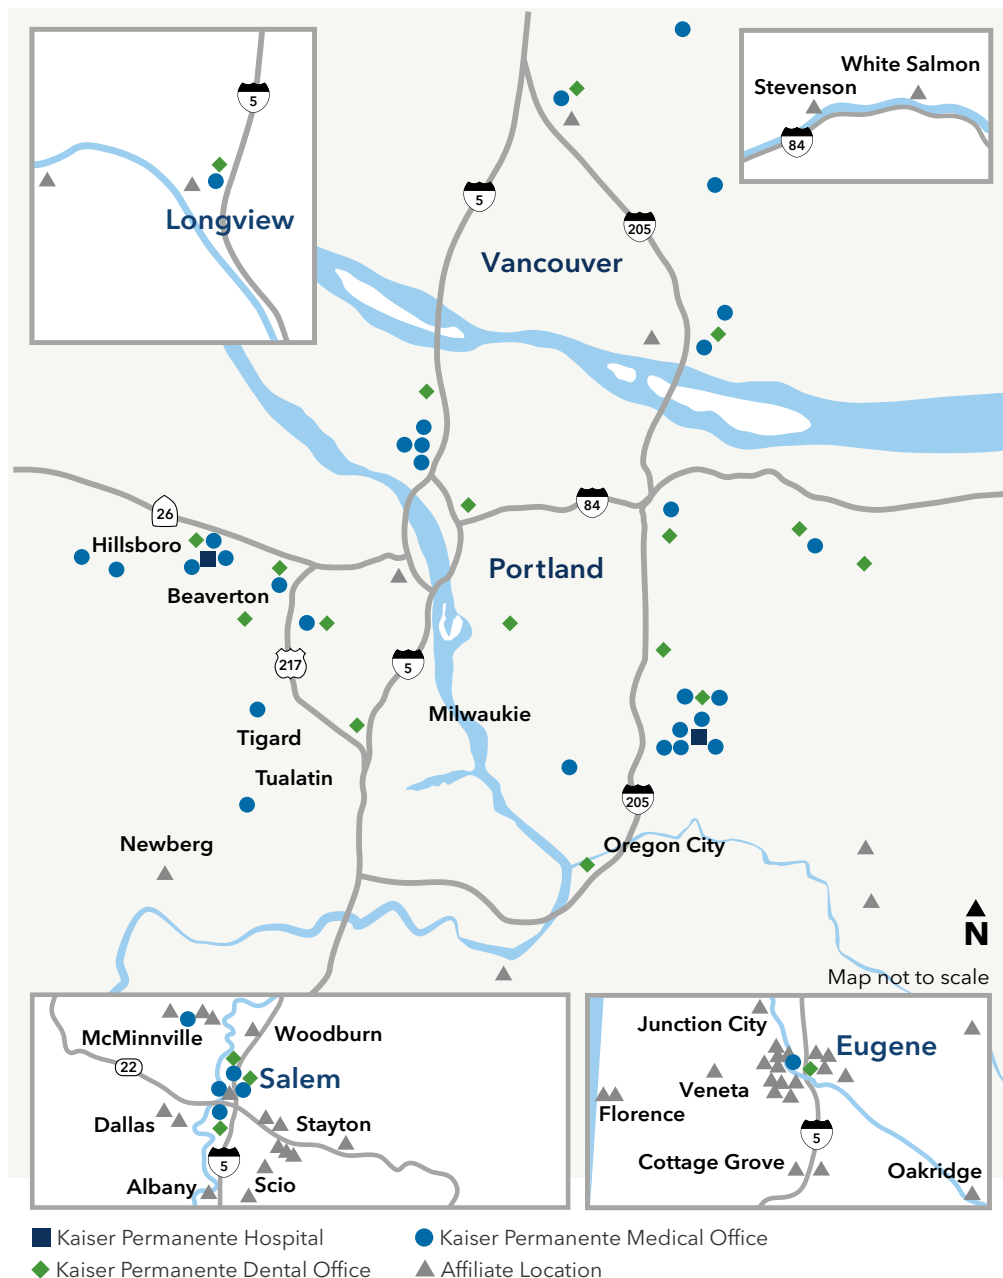 White Salmon
Stevenson
84
5
Longview
5
205
Vancouver
26
84
Hillsboro
Portland
Beaverton
217
5
Milwaukie
Tigard
Tualatin
205
Newberg
Oregon City
N
Map not to scale
McMinnville
Woodburn
22
Salem
Dallas
Stayton
5
Albany
Scio
Junction City
Eugene
Veneta
Florence
5
Cottage Grove
Oakridge
Kaiser Permanente Hospital
Kaiser Permanente Medical Office
Kaiser Permanente Dental Office
Affiliate Location